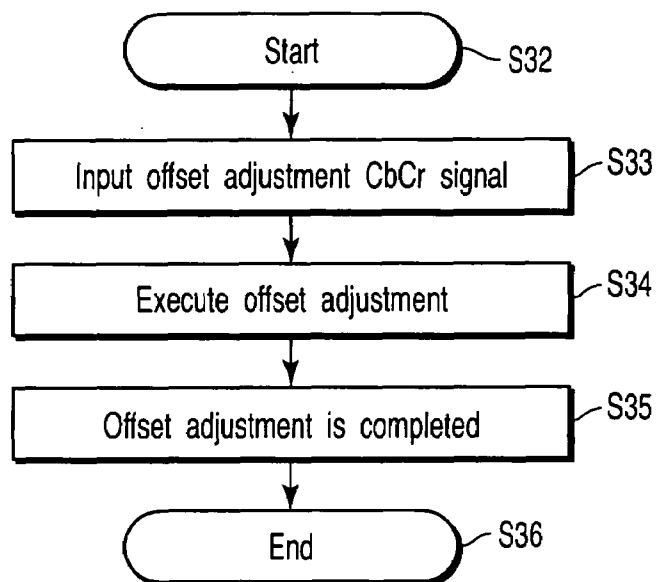 Start
S32
Input offset adjustment CbCr signal
S33
Execute offset adjustment
S34
Offset adjustment is completed
S35
End
S36